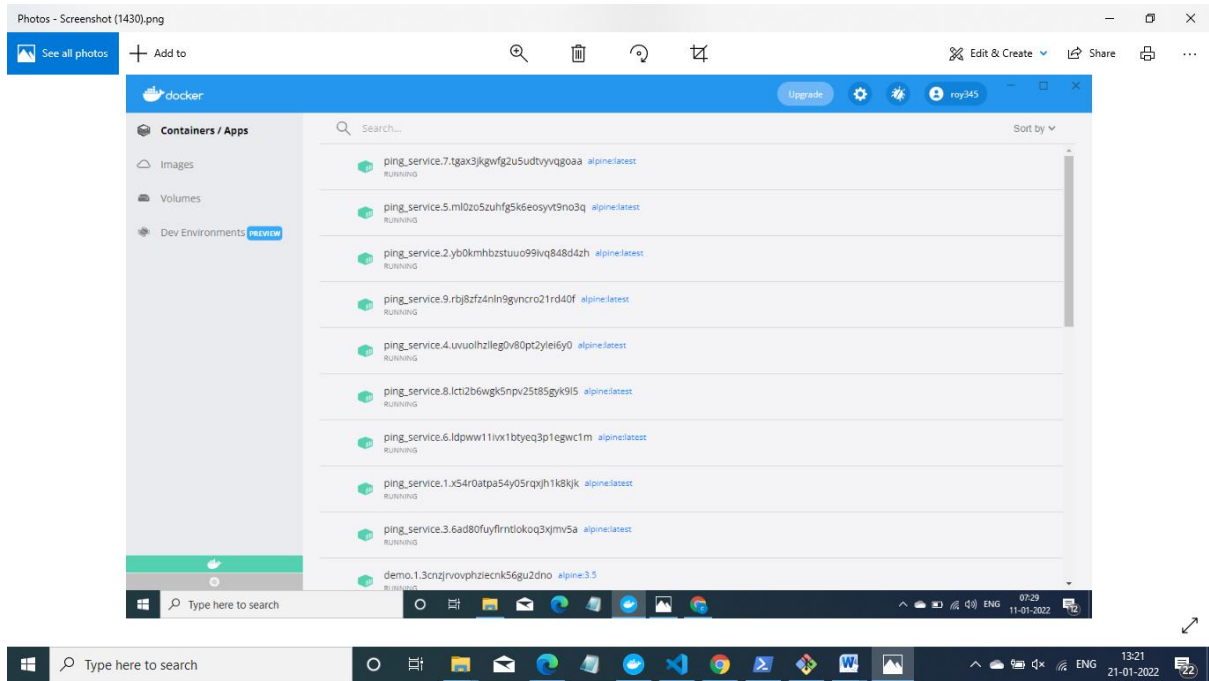 Photos - Screenshot (1430).png
See all photos
Add to
Edit & Create
Share
docker
Upgrade
roy345
Containers / Apps
Images
Volumes
Dev Environments PREVIEW
Search...
Sort by
ping_service.7.tgax3jkgwfg2u5udtvyvqgoaa alpine:latest
RUNNING
ping_service.5.ml0zo5zuhfg5k6eosyvt9no3q alpine:latest
RUNNING
ping_service.2.yb0kmhbzstuuo99ivq848d4zh alpine:latest
RUNNING
ping_service.9.rbj8zfz4nln9gvncro21rd40f alpine:latest
RUNNING
ping_service.4.uvuolhzlleg0v80pt2ylei6y0 alpine:latest
RUNNING
ping_service.8.lcti2b6wgk5npv25t85gyk9l5 alpine:latest
RUNNING
ping_service.6.ldpww11ivx1btyeq3p1egwc1m alpine:latest
RUNNING
ping_service.1.x54r0atpa54y05rqxjh1k8kjk alpine:latest
RUNNING
ping_service.3.6ad80fuyflrntlokoq3xjmv5a alpine:latest
RUNNING
demo.1.3cnzjrvovphziecnk56gu2dno alpine:3.5
RUNNING
Type here to search
ENG
07:29
11-01-2022
12
Type here to search
ENG
13:21
21-01-2022
22